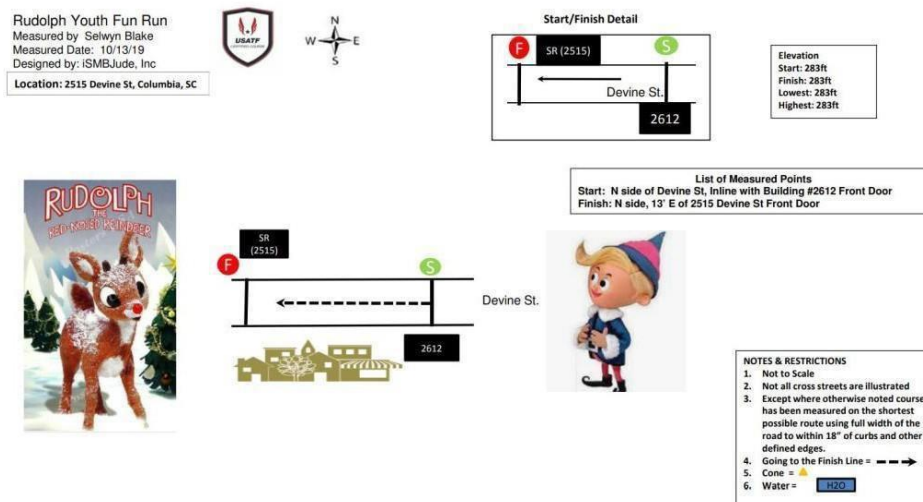 Rudolph Youth Fun Run
Measured by Selwyn Blake
Measured Date: 10/13/19
Designed by: iSMBJude, Inc
Location: 2515 Devine St, Columbia, SC
USATF
N
W E
S
Start/Finish Detail
F SR (2515) S
Devine St.
2612
Elevation
Start: 283ft
Finish: 283ft
Lowest: 283ft
Highest: 283ft
List of Measured Points
Start: N side of Devine St, Inline with Building #2612 Front Door
Finish: N side, 13' E of 2515 Devine St Front Door
RUDOLPH
THE
RED-NOSED REINDEER
SR
(2515)
F S
Devine St.
2612
NOTES & RESTRICTIONS
1. Not to Scale
2. Not all cross streets are illustrated
3. Except where otherwise noted course
has been measured on the shortest
possible route using full width of the
road to within 18" of curbs and other
defined edges.
4. Going to the Finish Line =
5. Cone =
6. Water = H2O